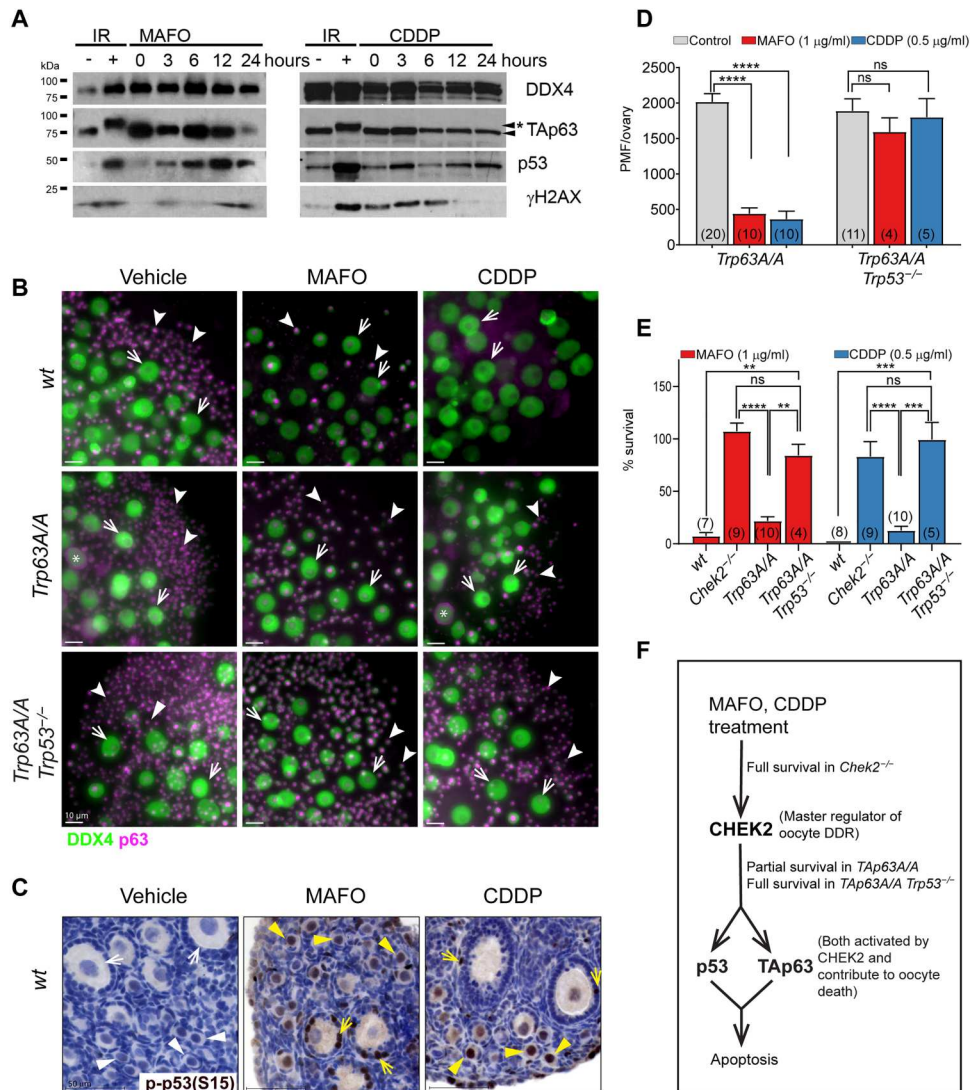 A
IR MAFO
- + 0 3 6 12 24 hours
kDa
100
75
100
75
50
25
IR CDDP
- + 0 3 6 12 24 hours
DDX4
* TAp63
p53
γH2AX
B
Vehicle MAFO CDDP
wt
Trp63A/A
*
*
Trp63A/A
Trp53−/−
10 µm
DDX4 p63
C
Vehicle MAFO CDDP
wt
50 µm
p-p53(S15)
D
Control MAFO (1 µg/ml) CDDP (0.5 µg/ml)
PMF/ovary
2500
2000
1500
1000
500
0
****
****
ns
ns
(20) (10) (10) (11) (4) (5)
Trp63A/A
Trp63A/A
Trp53−/−
E
MAFO (1 µg/ml) CDDP (0.5 µg/ml)
% survival
100
50
0
** ***
ns ns
**** ** **** ***
(7) (9) (10) (4) (8) (9) (10) (5)
wt
Chek2−/−
Trp63A/A
Trp63A/A
Trp53−/−
wt
Chek2−/−
Trp63A/A
Trp63A/A
Trp53−/−
F
MAFO, CDDP
treatment
Full survival in Chek2−/−
CHEK2 (Master regulator of
oocyte DDR)
Partial survival in TAp63A/A
Full survival in TAp63A/A Trp53−/−
p53 TAp63
(Both activated by
CHEK2 and
contribute to oocyte
death)
Apoptosis